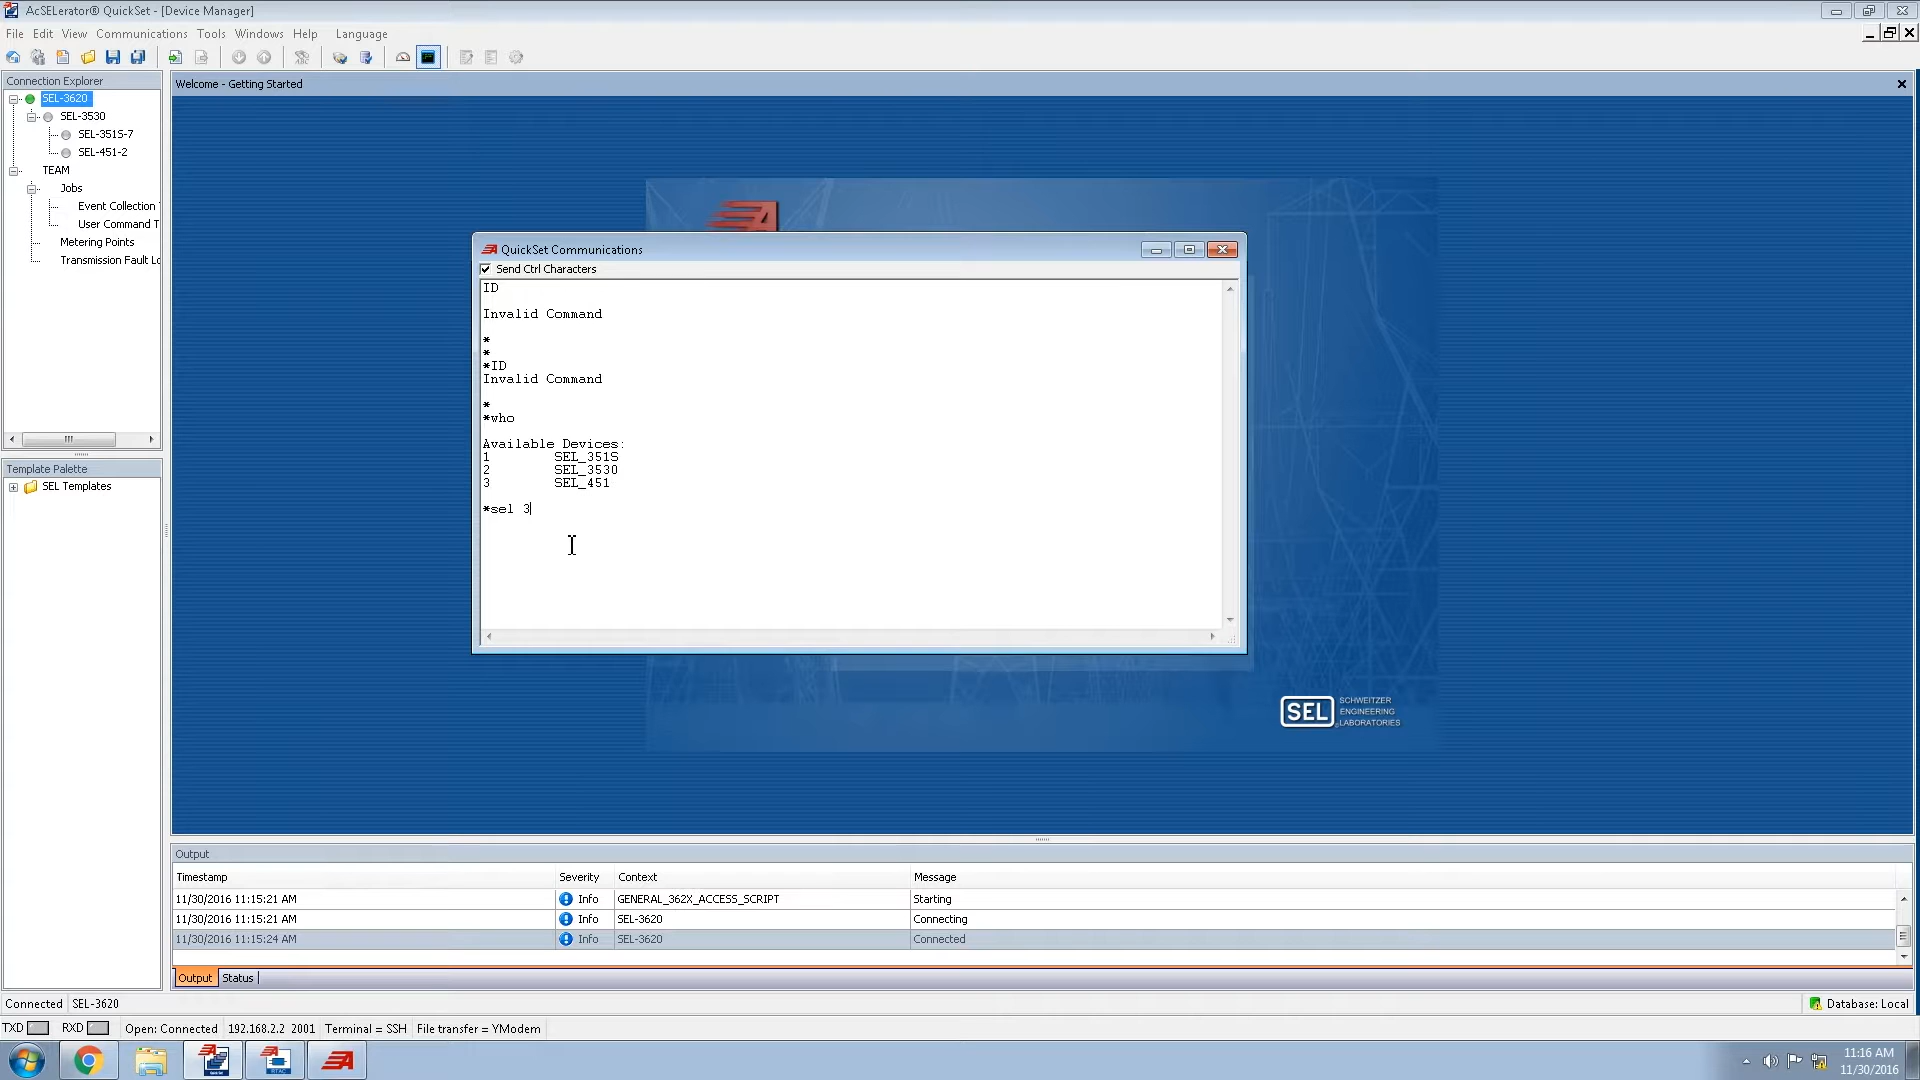 AcSELerator® QuickSet - [Device Manager]
File Edit View Communications Tools Windows Help Language
Connection Explorer
SEL-3620
SEL-3530
SEL-351S-7
SEL-451-2
TEAM
Jobs
Event Collection
User Command T
Metering Points
Transmission Fault Lo
Template Palette
SEL Templates
Welcome - Getting Started
QuickSet Communications
Send Ctrl Characters
ID
Invalid Command
*
*
*ID
Invalid Command
*
*who
Available Devices:
1 SEL_351S
2 SEL_3530
3 SEL_451
*sel 3
SEL SCHWEITZER
ENGINEERING
LABORATORIES
Output
Timestamp Severity Context Message
11/30/2016 11:15:21 AM Info GENERAL_362X_ACCESS_SCRIPT Starting
11/30/2016 11:15:21 AM Info SEL-3620 Connecting
11/30/2016 11:15:24 AM Info SEL-3620 Connected
Output Status
Connected SEL-3620 Database: Local
TXD RXD Open: Connected 192.168.2.2 2001 Terminal = SSH File transfer = YModem
11:16 AM
11/30/2016